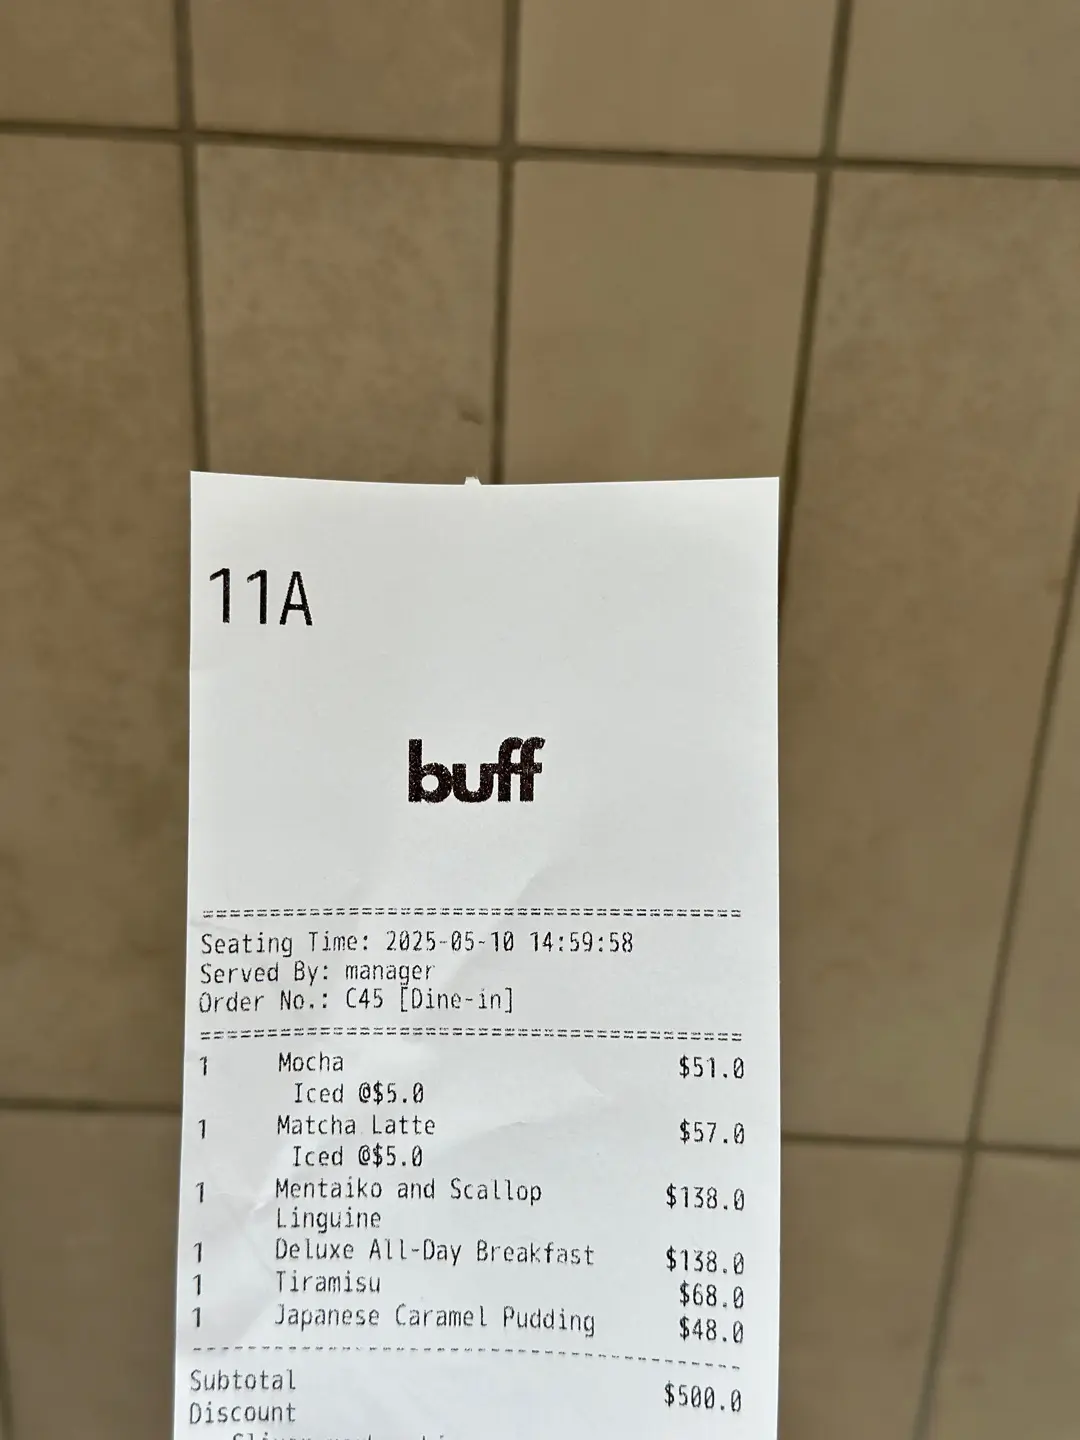 11A
buff
=========================================
Seating Time: 2025-05-10 14:59:58
Served By: manager
Order No.: C45 [Dine-in]
=========================================
1 Mocha $51.0
Iced @$5.0
1 Matcha Latte $57.0
Iced @$5.0
1 Mentaiko and Scallop $138.0
Linguine
1 Deluxe All-Day Breakfast $138.0
1 Tiramisu $68.0
1 Japanese Caramel Pudding $48.0
-----------------------------------------
Subtotal $500.0
Discount